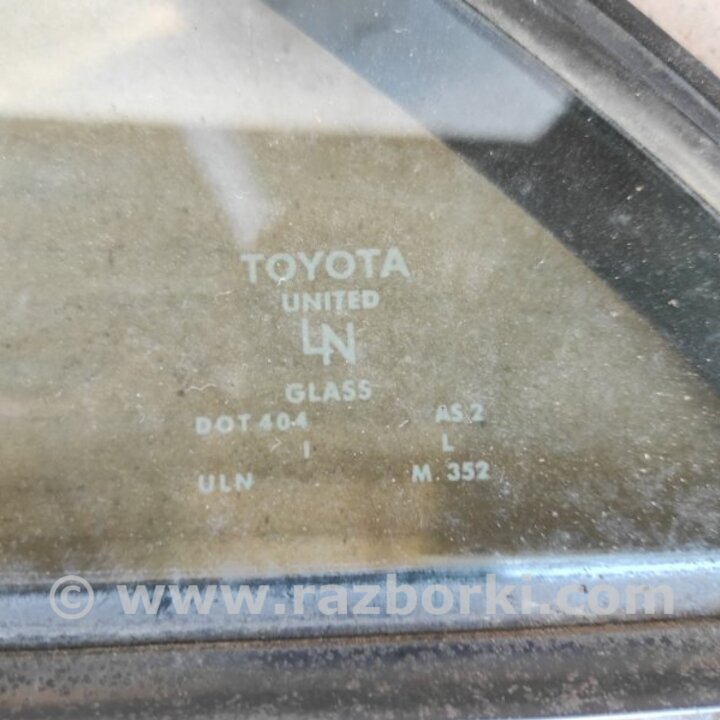 TOYOTA
UNITED
LN
GLASS
DOT 404 AS 2
I L
ULN M. 352
© www.razborki.com